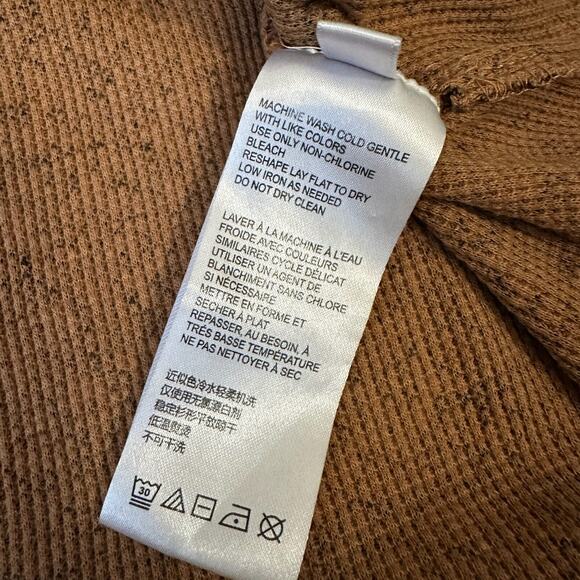 MACHINE WASH COLD GENTLE
WITH LIKE COLORS
USE ONLY NON-CHLORINE
BLEACH
RESHAPE LAY FLAT TO DRY
LOW IRON AS NEEDED
DO NOT DRY CLEAN
LAVER À LA MACHINE À L'EAU
FROIDE AVEC COULEURS
SIMILAIRES CYCLE DÉLICAT
UTILISER UN AGENT DE
BLANCHIMENT SANS CHLORE
SI NÉCESSAIRE
METTRE EN FORME ET
SÉCHER À PLAT
REPASSER, AU BESOIN, À
TRÉS BASSE TEMPÉRATURE
NE PAS NETTOYER À SEC
近似色冷水轻柔机洗
仅使用无氯漂白剂
稳定衫形平放晾干
低温熨烫
不可干洗
30